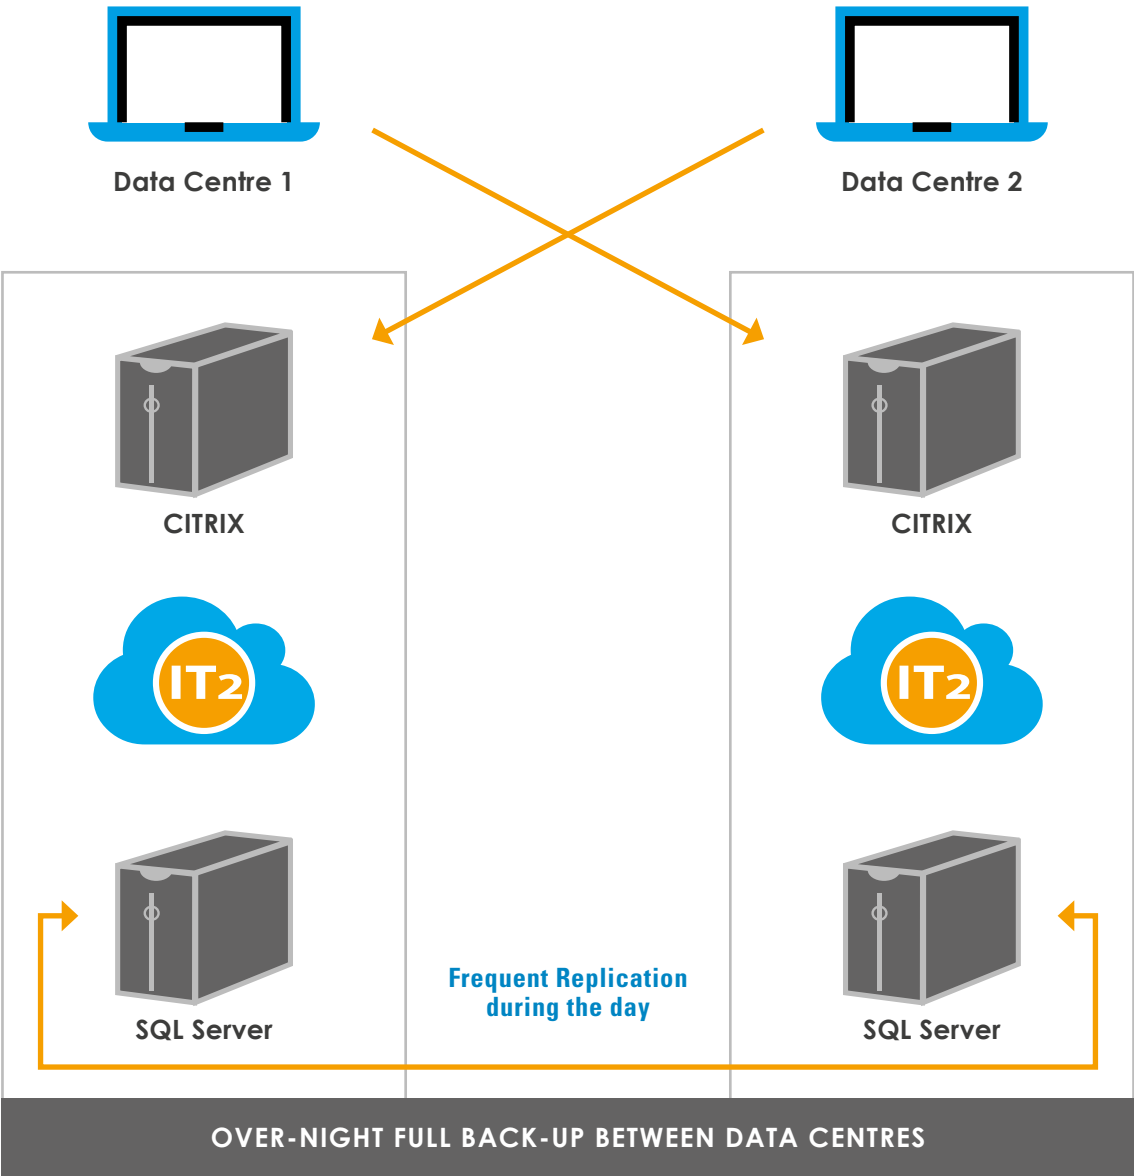 Data Centre 1
Data Centre 2
CITRIX
CITRIX
IT2
IT2
Frequent Replication
during the day
SQL Server
SQL Server
OVER-NIGHT FULL BACK-UP BETWEEN DATA CENTRES